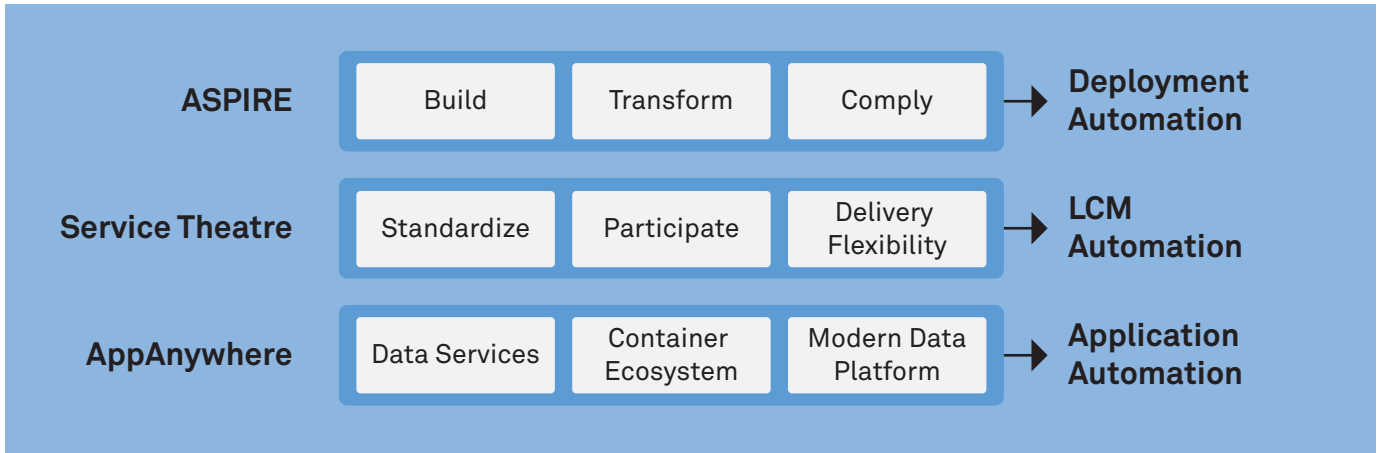 ASPIRE
Build
Transform
Comply
Deployment
Automation
Service Theatre
Standardize
Participate
Delivery
Flexibility
LCM
Automation
AppAnywhere
Data Services
Container
Ecosystem
Modern Data
Platform
Application
Automation